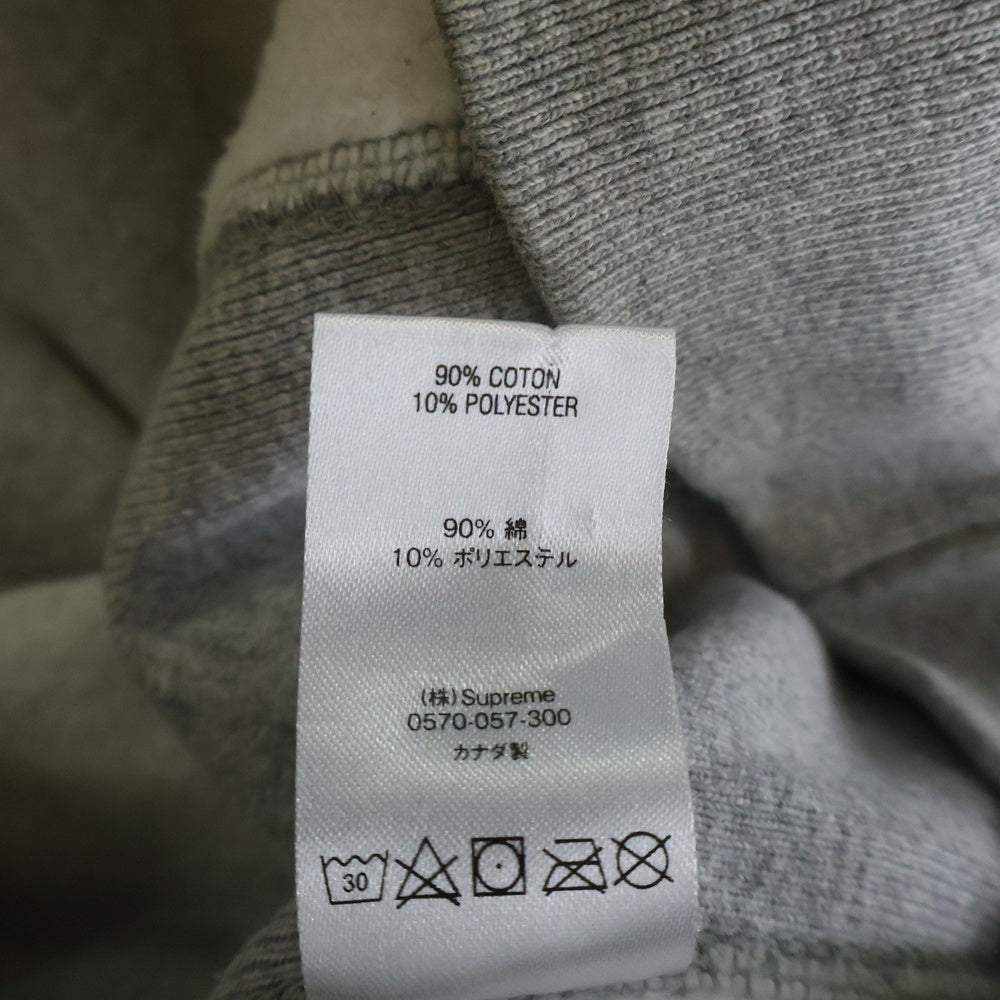 90% COTON
10% POLYESTER
90% 綿
10% ポリエステル
(株)Supreme
0570-057-300
カナダ製
30